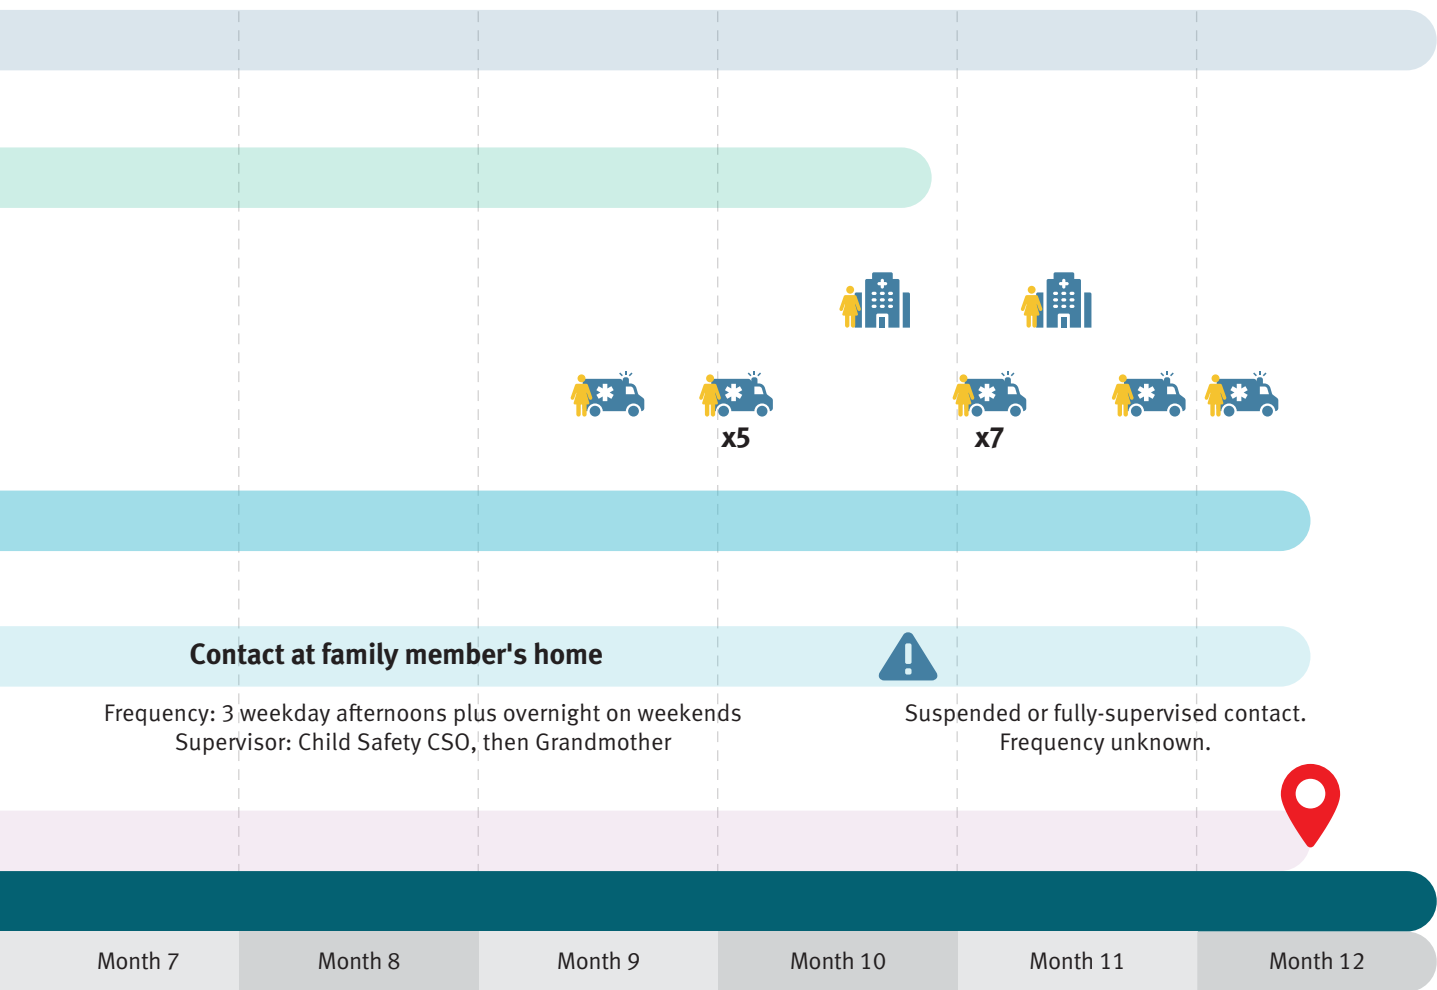 x5
x7
Contact at family member's home
Frequency: 3 weekday afternoons plus overnight on weekends
Supervisor: Child Safety CSO, then Grandmother
Suspended or fully-supervised contact.
Frequency unknown.
Month 7
Month 8
Month 9
Month 10
Month 11
Month 12